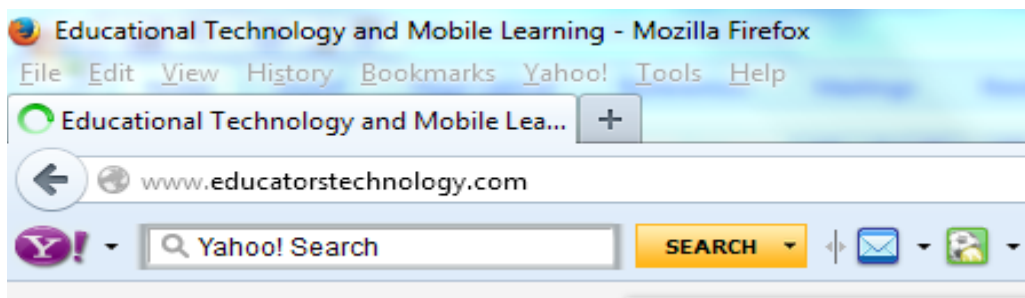 Educational Technology and Mobile Learning - Mozilla Firefox
File Edit View History Bookmarks Yahoo! Tools Help
Educational Technology and Mobile Lea... +
www.educatorstechnology.com
Y! Yahoo! Search SEARCH